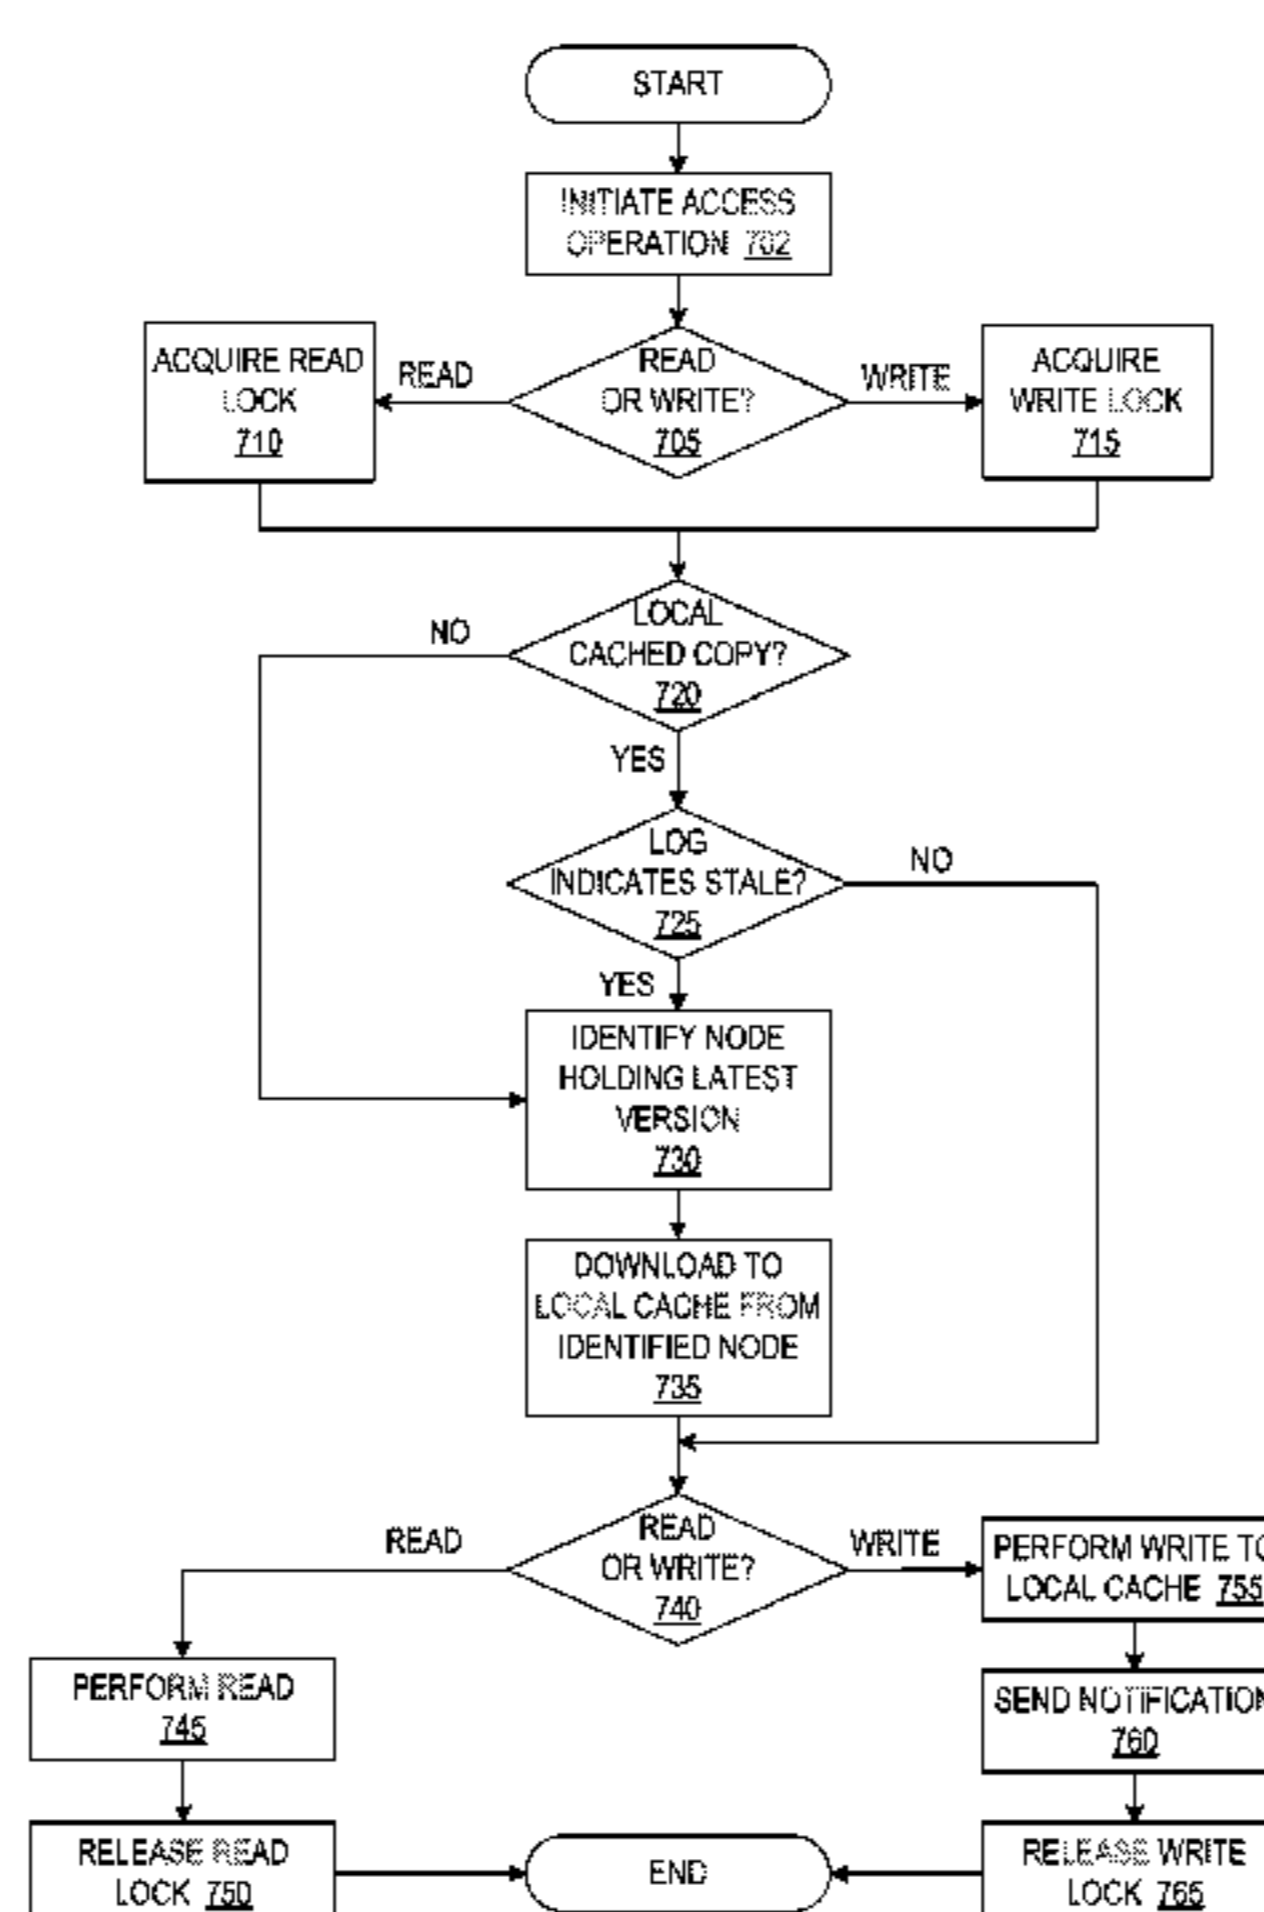 START
INITIATE ACCESS
OPERATION 702
ACQUIRE READ
LOCK
710
READ
READ
OR WRITE?
705
WRITE
ACQUIRE
WRITE LOCK
715
NO
LOCAL
CACHED COPY?
720
YES
LOG
INDICATES STALE?
725
NO
YES
IDENTIFY NODE
HOLDING LATEST
VERSION
730
DOWNLOAD TO
LOCAL CACHE FROM
IDENTIFIED NODE
735
READ
READ
OR WRITE?
740
WRITE
PERFORM WRITE TO
LOCAL CACHE 755
PERFORM READ
745
SEND NOTIFICATION
760
RELEASE READ
LOCK 750
END
RELEASE WRITE
LOCK 765